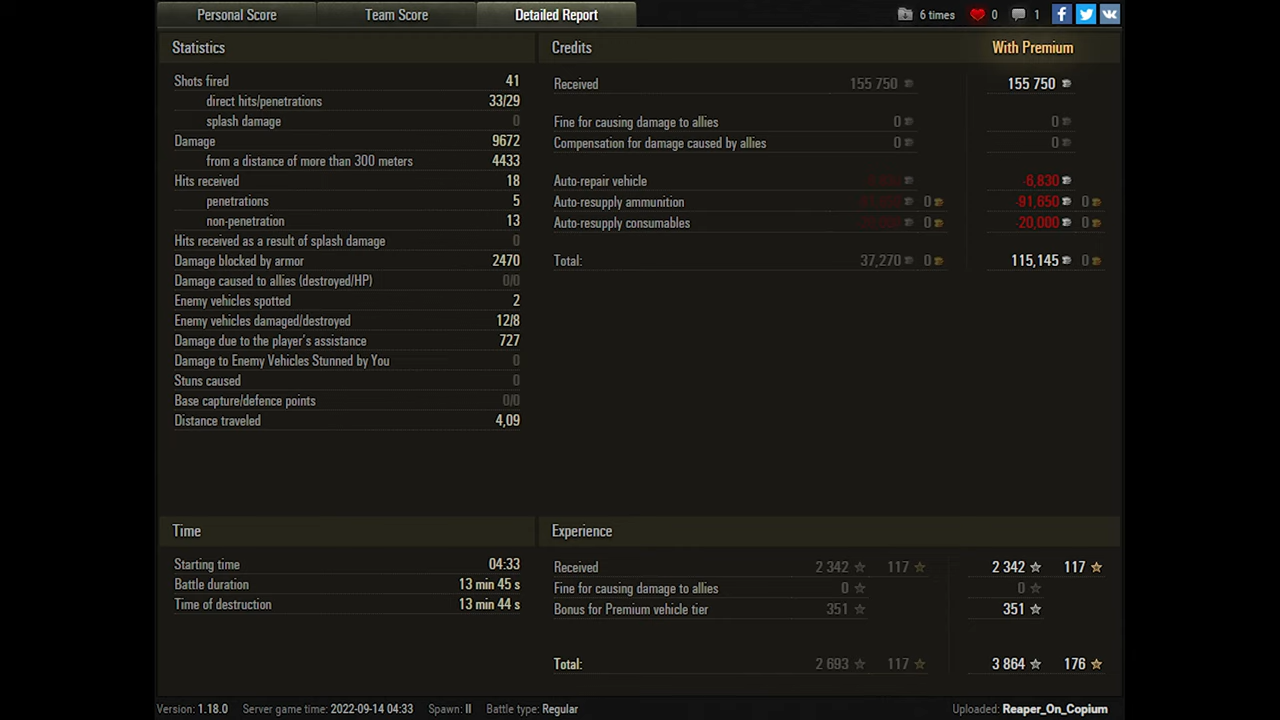 Personal Score Team Score Detailed Report 6 times 0 1
Statistics
Shots fired 41
direct hits/penetrations 33/29
splash damage 0
Damage 9672
from a distance of more than 300 meters 4433
Hits received 18
penetrations 5
non-penetration 13
Hits received as a result of splash damage 0
Damage blocked by armor 2470
Damage caused to allies (destroyed/HP) 0/0
Enemy vehicles spotted 2
Enemy vehicles damaged/destroyed 12/8
Damage due to the player's assistance 727
Damage to Enemy Vehicles Stunned by You 0
Stuns caused 0
Base capture/defence points 0/0
Distance traveled 4,09
Credits With Premium
Received 155 750 155 750
Fine for causing damage to allies 0 0
Compensation for damage caused by allies 0 0
Auto-repair vehicle -6,830
Auto-resupply ammunition 0 -91,650 0
Auto-resupply consumables 0 -20,000 0
Total: 37,270 0 115,145 0
Time
Starting time 04:33
Battle duration 13 min 45 s
Time of destruction 13 min 44 s
Experience
Received 2 342 117 2 342 117
Fine for causing damage to allies 0 0
Bonus for Premium vehicle tier 351 351
Total: 2 693 117 3 864 176
Version: 1.18.0 Server game time: 2022-09-14 04:33 Spawn: II Battle type: Regular Uploaded: Reaper_On_Copium